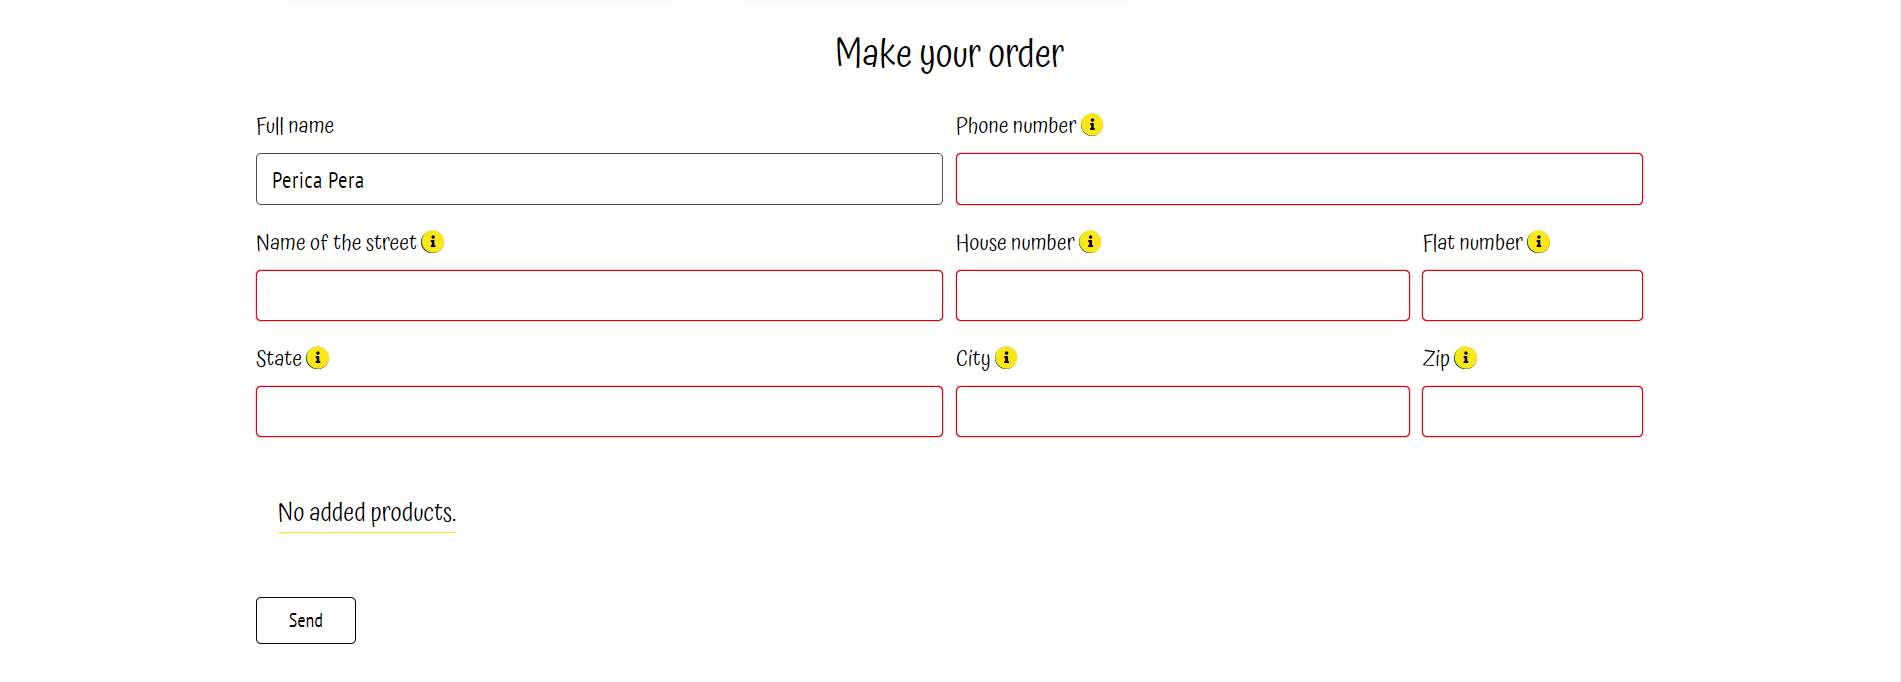 Make your order
Full name
Phone number
Perica Pera
Name of the street
House number
Flat number
State
City
Zip
No added products.
Send